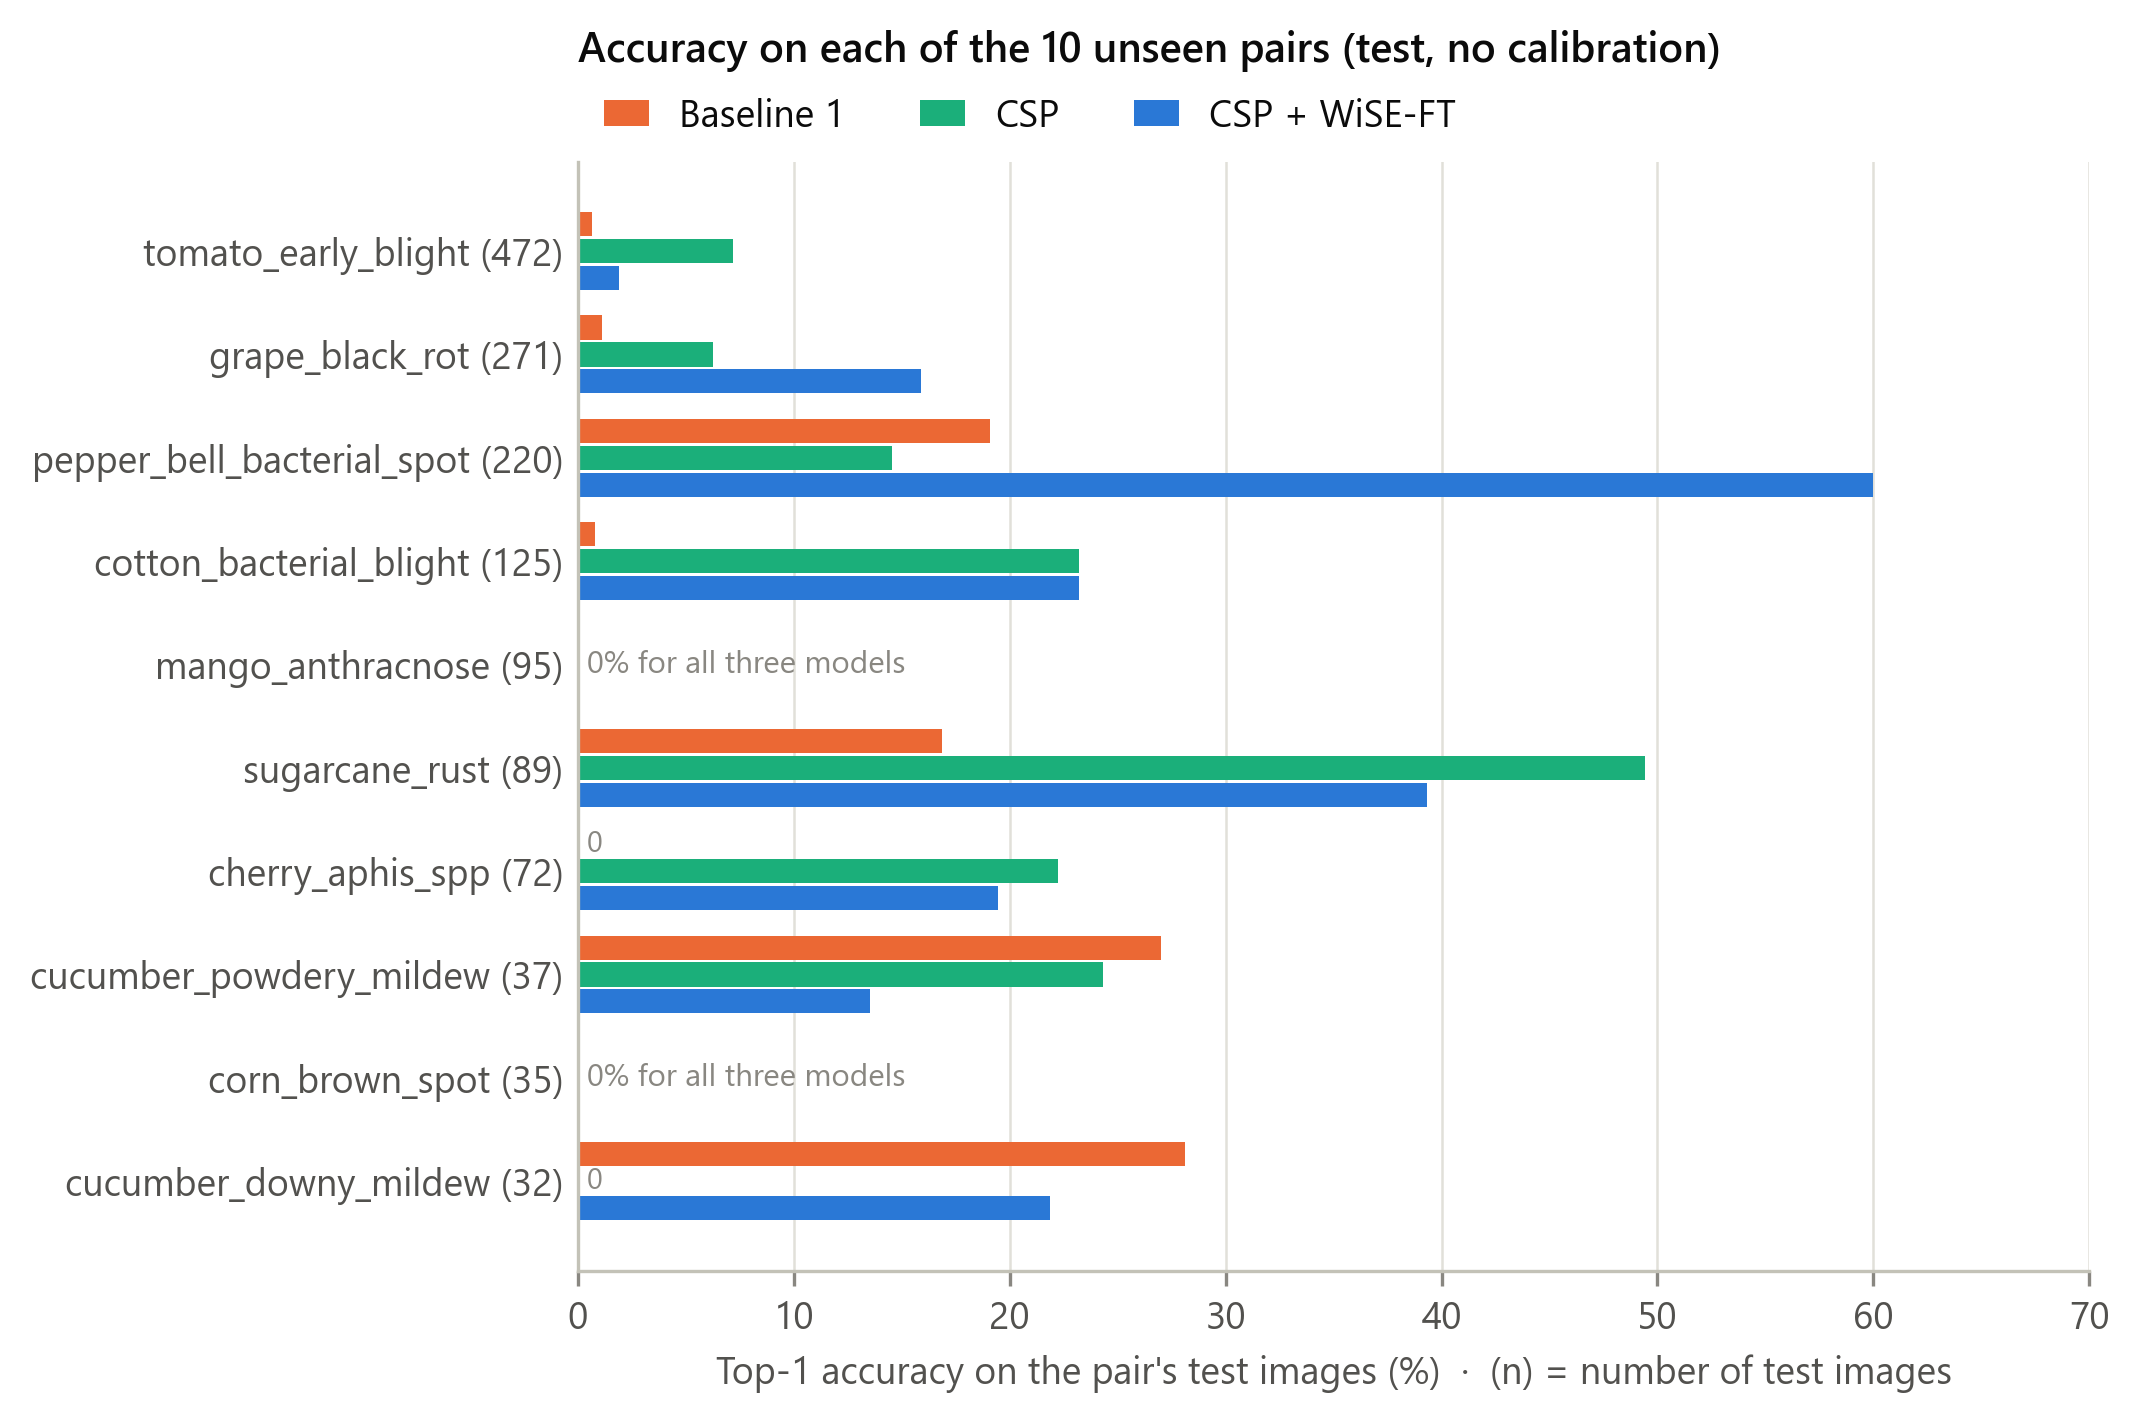 Accuracy on each of the 10 unseen pairs (test, no calibration)
Baseline 1 CSP CSP + WiSE-FT
tomato_early_blight (472)
grape_black_rot (271)
pepper_bell_bacterial_spot (220)
cotton_bacterial_blight (125)
mango_anthracnose (95) 0% for all three models
sugarcane_rust (89)
0
cherry_aphis_spp (72)
cucumber_powdery_mildew (37)
corn_brown_spot (35) 0% for all three models
cucumber_downy_mildew (32) 0
0 10 20 30 40 50 60 70
Top-1 accuracy on the pair's test images (%) · (n) = number of test images